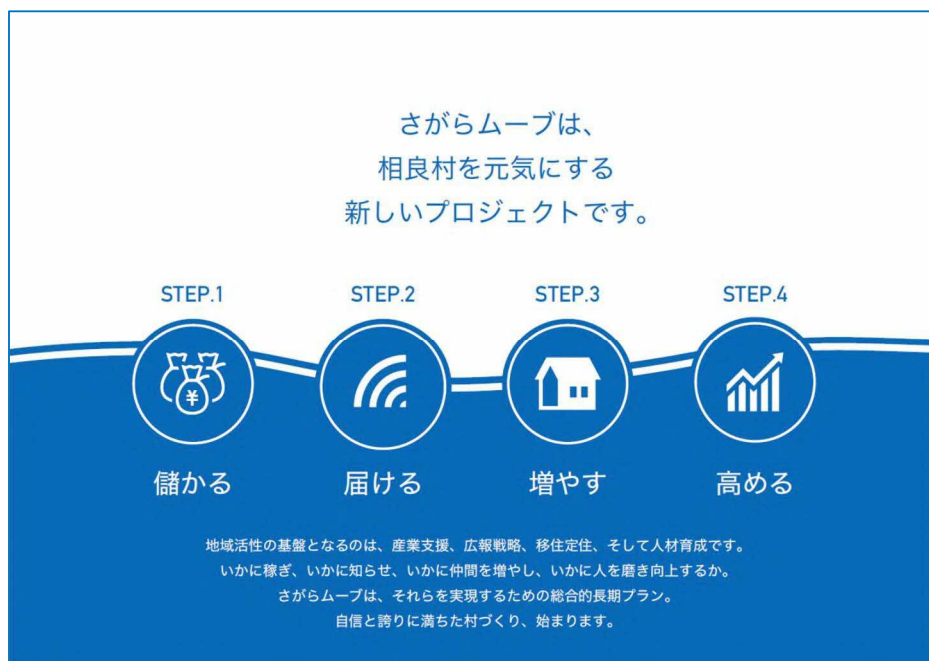 さがらムーブは、
相良村を元気にする
新しいプロジェクトです。
STEP.1
STEP.2
STEP.3
STEP.4
¥
儲かる
届ける
増やす
高める
地域活性の基盤となるのは、産業支援、広報戦略、移住定住、そして人材育成です。
いかに稼ぎ、いかに知らせ、いかに仲間を増やし、いかに人を磨き向上するか。
さがらムーブは、それらを実現するための総合的長期プラン。
自信と誇りに満ちた村づくり、始まります。